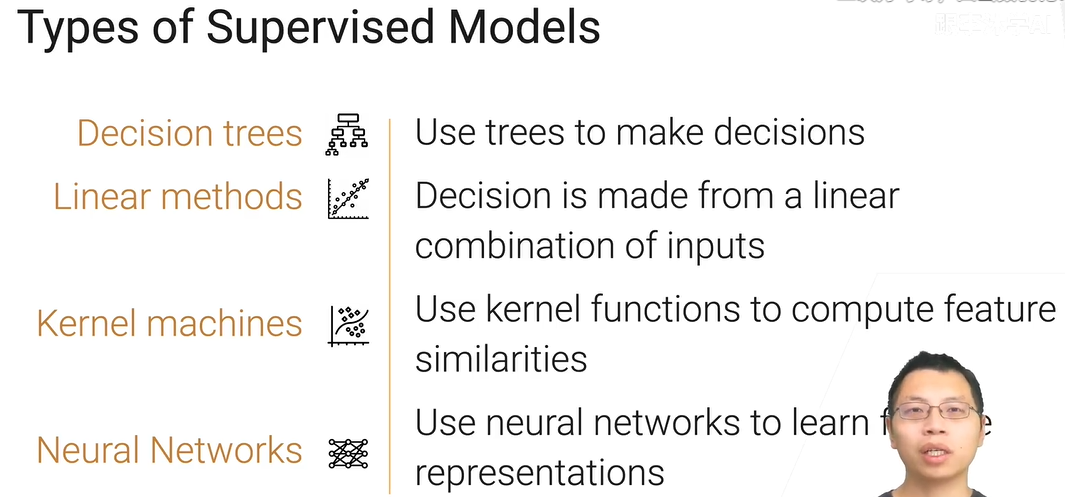 Types of Supervised Models
Decision trees
Use trees to make decisions
Linear methods
Decision is made from a linear
combination of inputs
Kernel machines
Use kernel functions to compute feature
similarities
Neural Networks
Use neural networks to learn
representations